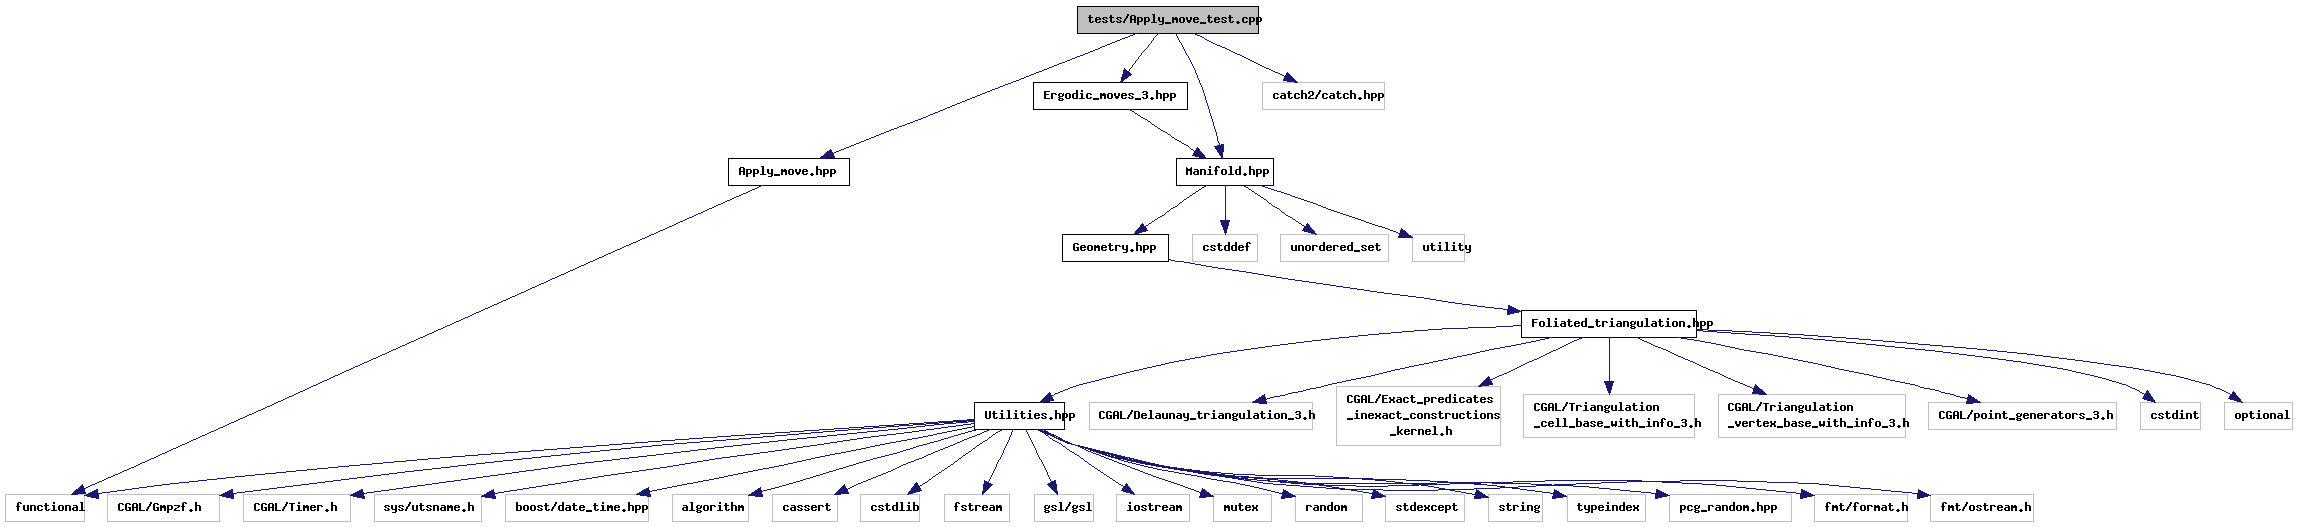 tests/Apply_move_test.cpp
Ergodic_moves_3.hpp
catch2/catch.hpp
Apply_move.hpp
Manifold.hpp
Geometry.hpp
cstddef
unordered_set
utility
Foliated_triangulation.hpp
Utilities.hpp
CGAL/Delaunay_triangulation_3.h
CGAL/Exact_predicates
_inexact_constructions
_kernel.h
CGAL/Triangulation
_cell_base_with_info_3.h
CGAL/Triangulation
_vertex_base_with_info_3.h
CGAL/point_generators_3.h
cstdint
optional
functional
CGAL/Gmpzf.h
CGAL/Timer.h
sys/utsname.h
boost/date_time.hpp
algorithm
cassert
cstdlib
fstream
gsl/gsl
iostream
mutex
random
stdexcept
string
typeindex
pcg_random.hpp
fmt/format.h
fmt/ostream.h